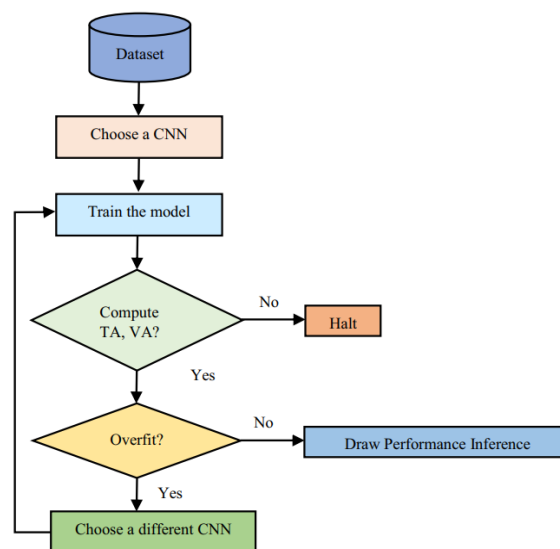 Dataset
Choose a CNN
Train the model
Compute
TA, VA?
No
Halt
Yes
Overfit?
No
Draw Performance Inference
Yes
Choose a different CNN